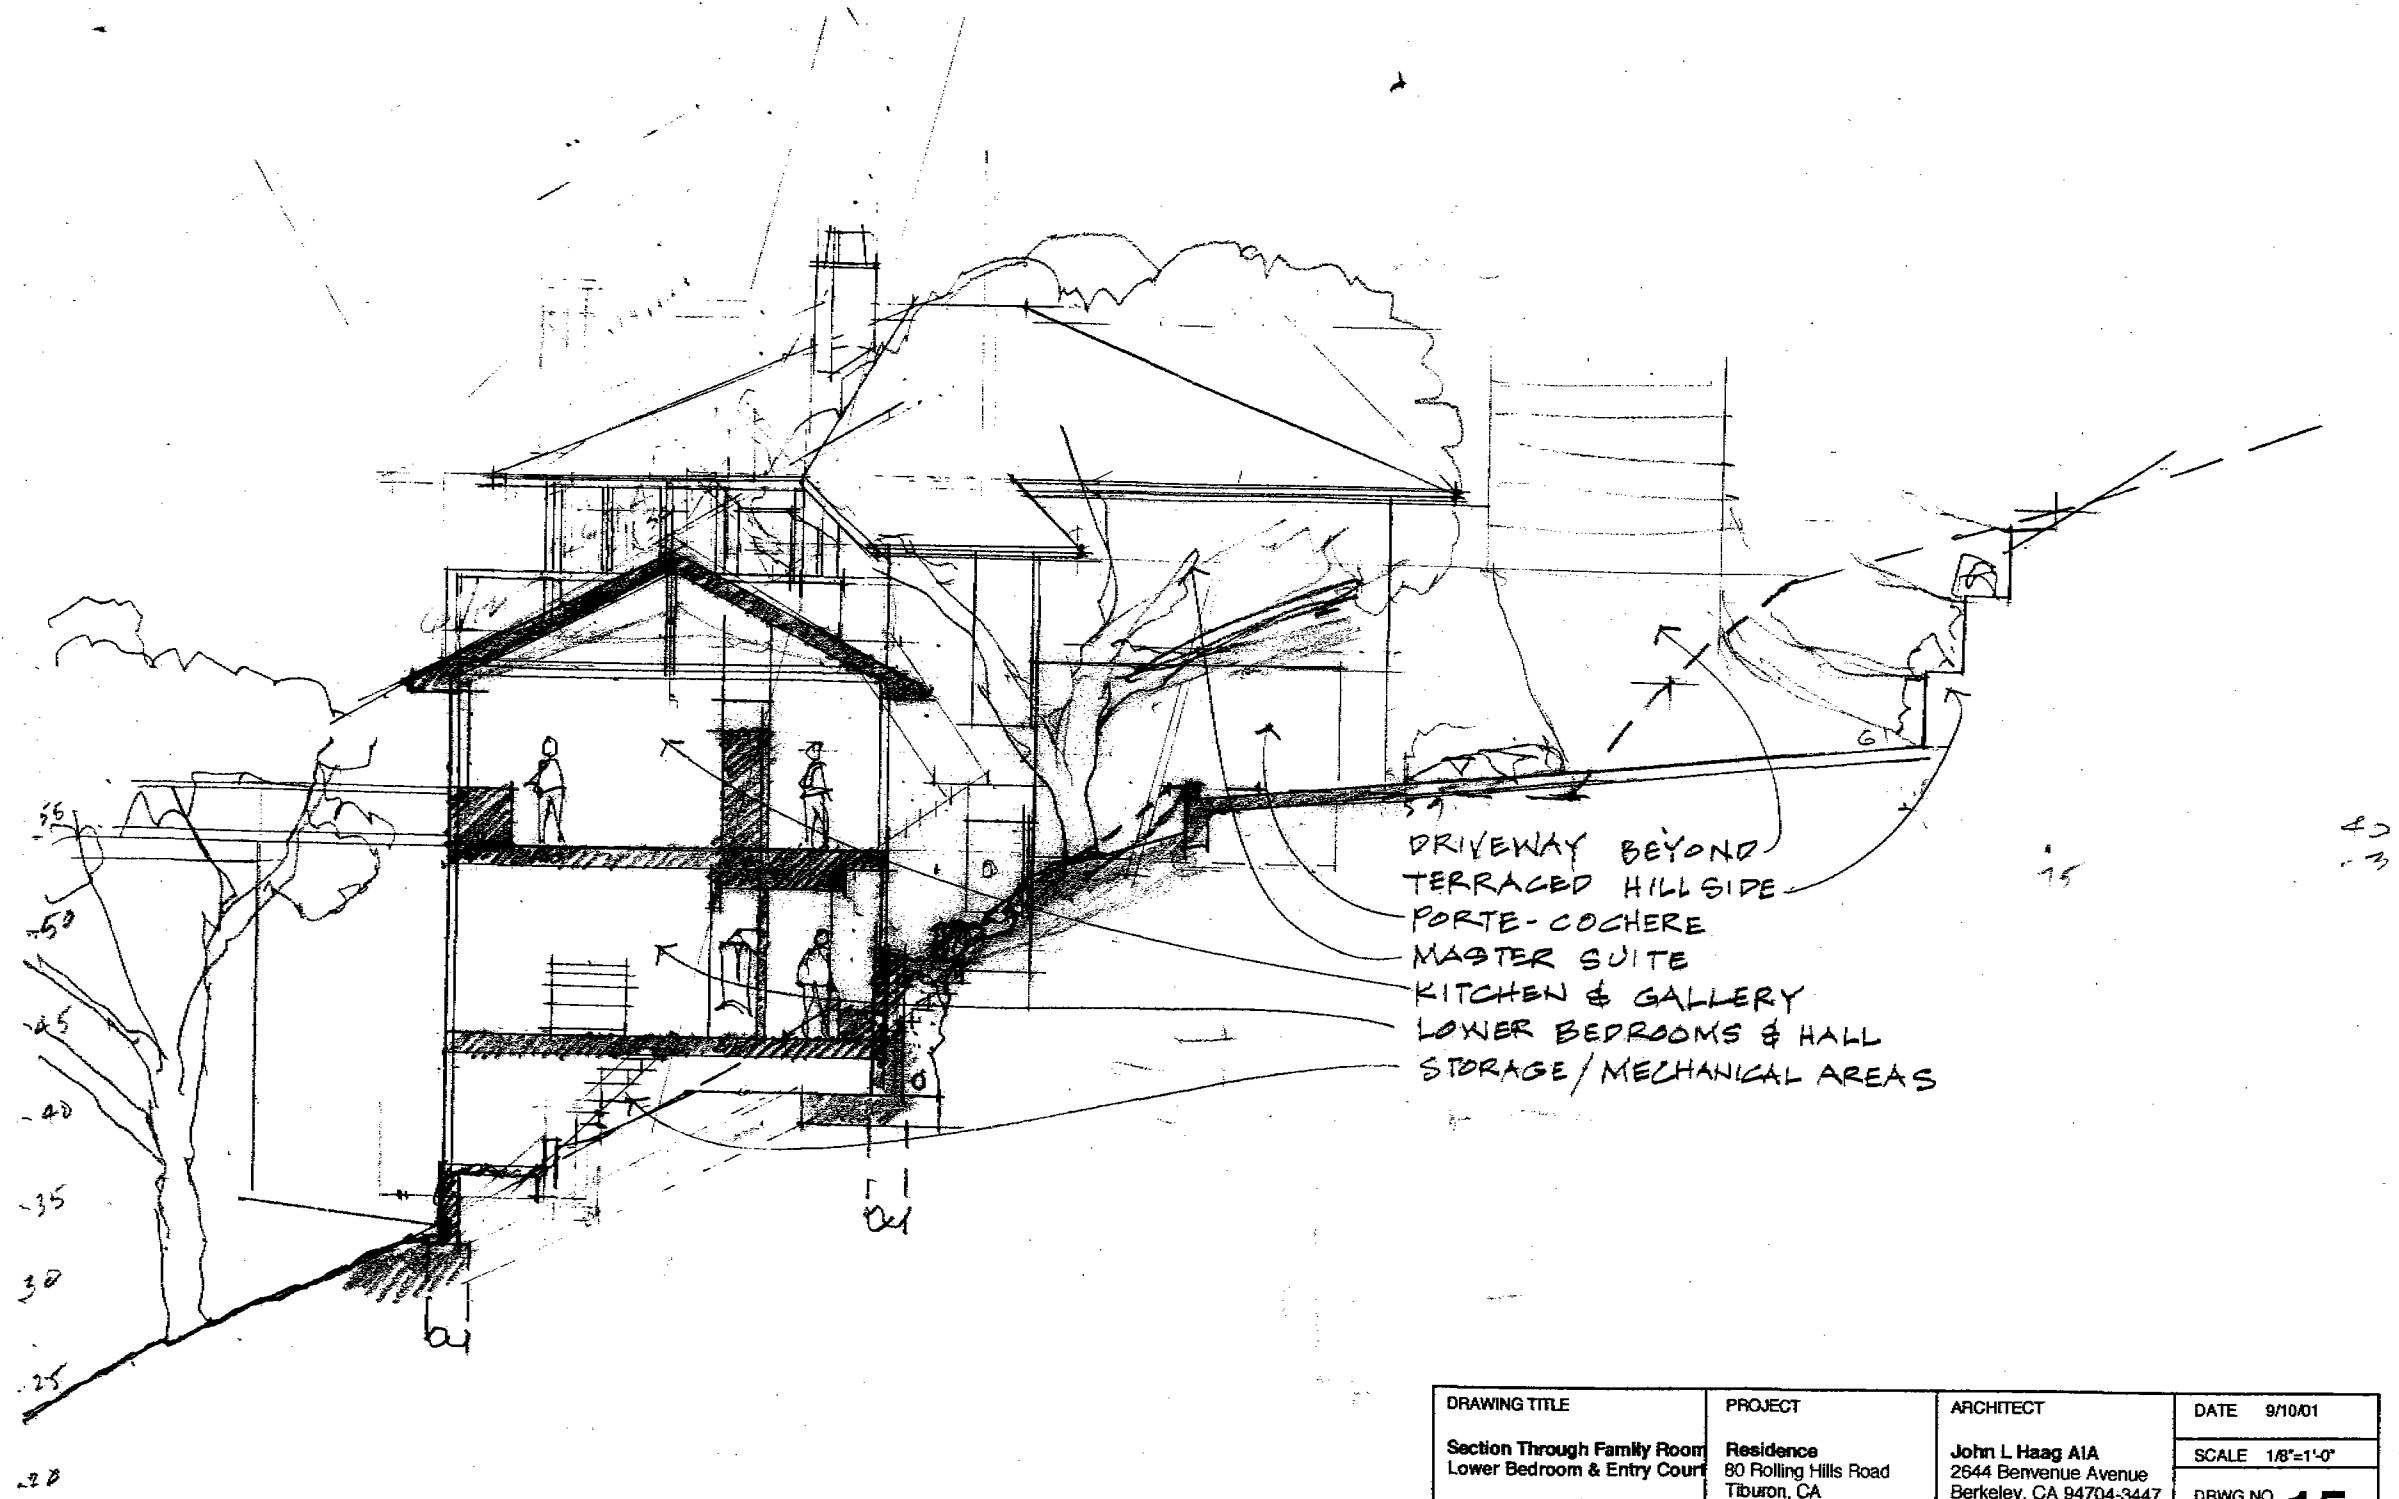 55
-50
-45
-40
-35
30
-25
-20
DRIVEWAY BEYOND
TERRACED HILLSIDE
PORTE-COCHERE
MASTER SUITE
KITCHEN & GALLERY
LOWER BEDROOMS & HALL
STORAGE/MECHANICAL AREAS
DRAWING TITLE
Section Through Family Room
Lower Bedroom & Entry Court
PROJECT
Residence
80 Rolling Hills Road
Tiburon, CA
ARCHITECT
John L Haag AIA
2644 Benvenue Avenue
Berkeley, CA 94704-3447
DATE 9/10/01
SCALE 1/8"=1'-0"
DRWG NO